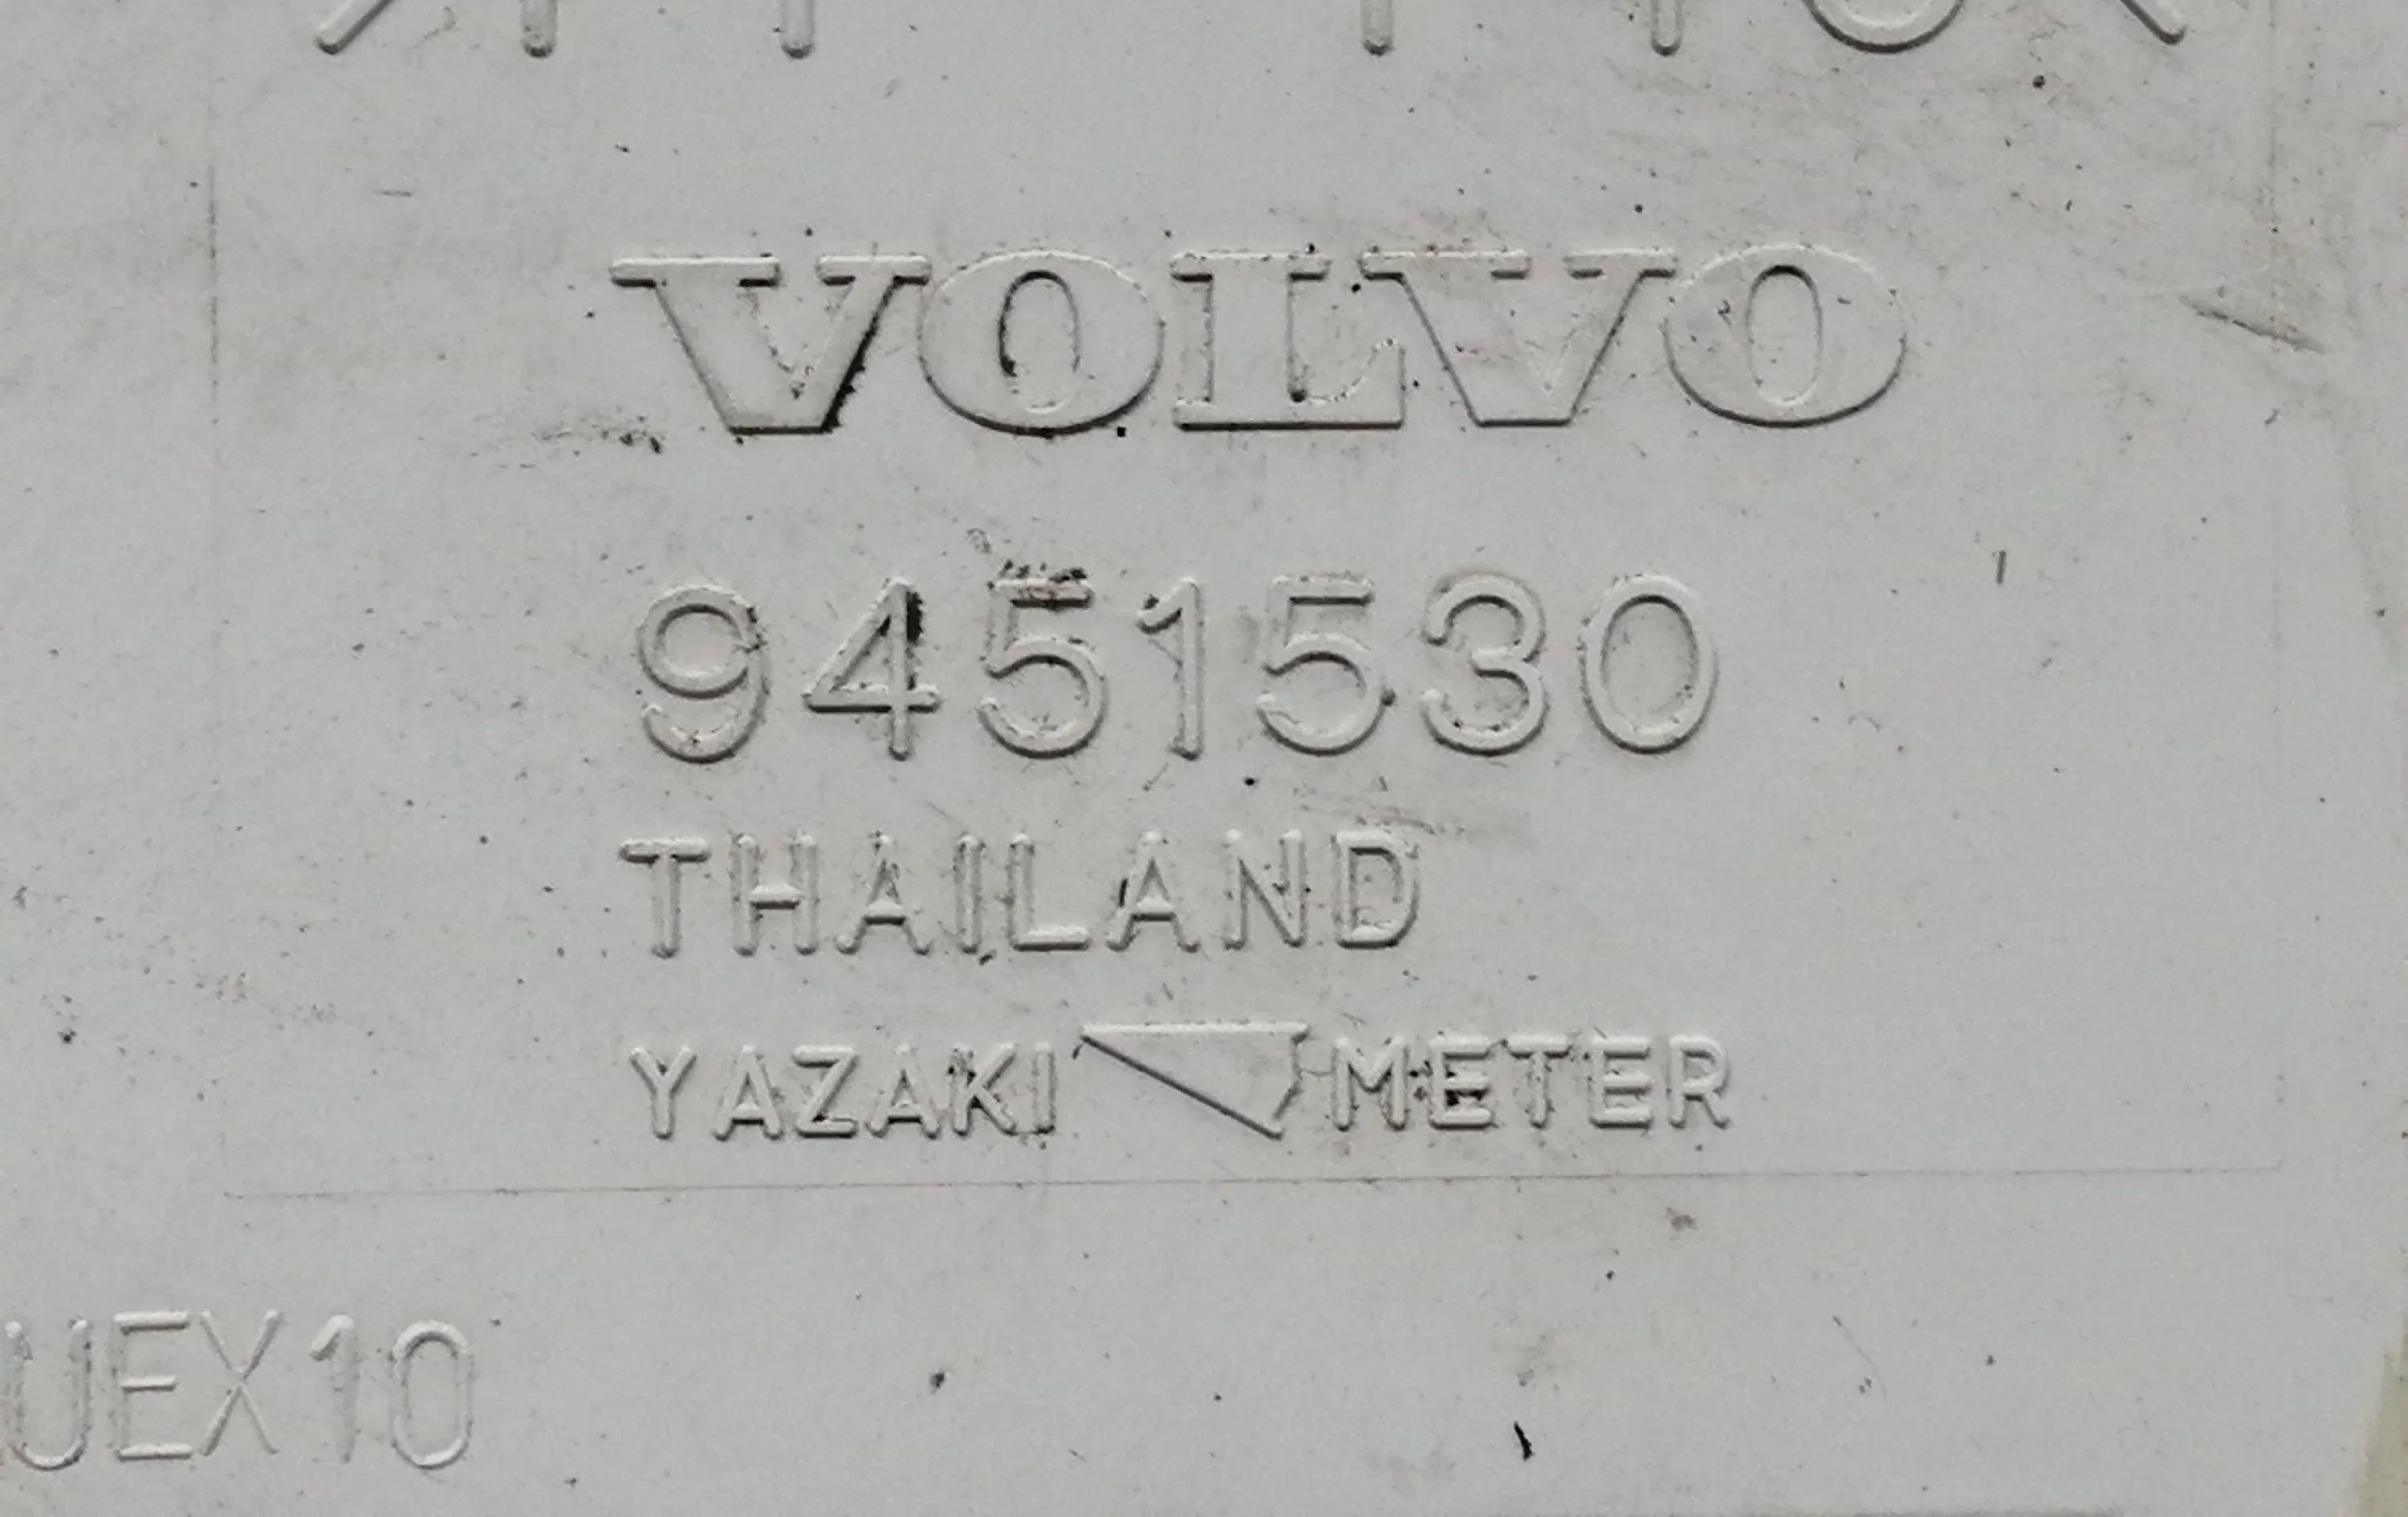 VOLVO
9451530
THAILAND
YAZAKI METER
UEX10